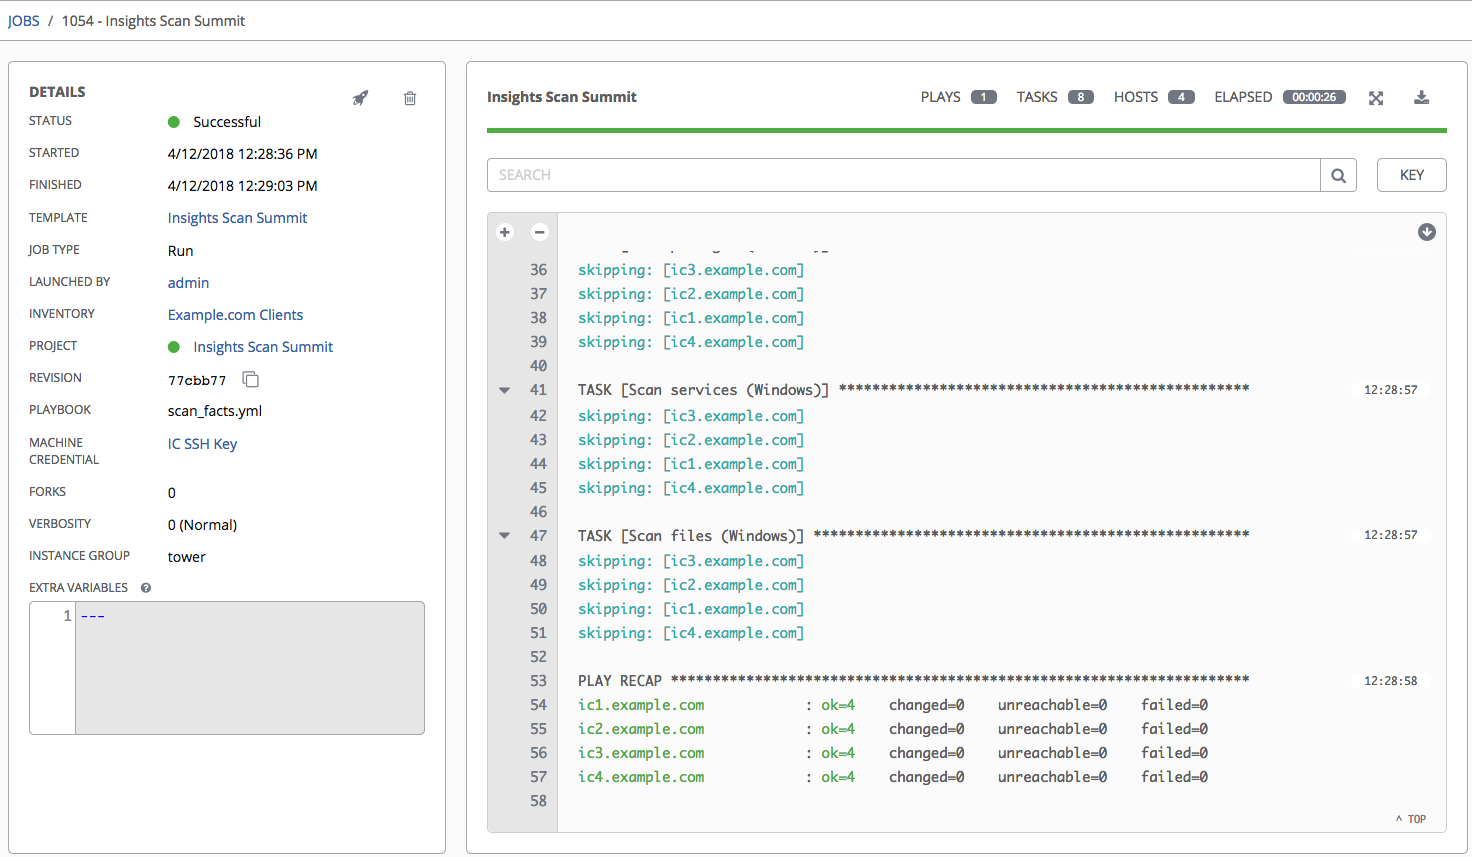 JOBS / 1054 - Insights Scan Summit
DETAILS
STATUS Successful
STARTED 4/12/2018 12:28:36 PM
FINISHED 4/12/2018 12:29:03 PM
TEMPLATE Insights Scan Summit
JOB TYPE Run
LAUNCHED BY admin
INVENTORY Example.com Clients
PROJECT Insights Scan Summit
REVISION 77cbb77
PLAYBOOK scan_facts.yml
MACHINE CREDENTIAL IC SSH Key
FORKS 0
VERBOSITY 0 (Normal)
INSTANCE GROUP tower
EXTRA VARIABLES ?
1 ---
Insights Scan Summit PLAYS 1 TASKS 8 HOSTS 4 ELAPSED 00:00:26
SEARCH KEY
36 skipping: [ic3.example.com]
37 skipping: [ic2.example.com]
38 skipping: [ic1.example.com]
39 skipping: [ic4.example.com]
40
41 TASK [Scan services (Windows)] ************************************************* 12:28:57
42 skipping: [ic3.example.com]
43 skipping: [ic2.example.com]
44 skipping: [ic1.example.com]
45 skipping: [ic4.example.com]
46
47 TASK [Scan files (Windows)] **************************************************** 12:28:57
48 skipping: [ic3.example.com]
49 skipping: [ic2.example.com]
50 skipping: [ic1.example.com]
51 skipping: [ic4.example.com]
52
53 PLAY RECAP ********************************************************************* 12:28:58
54 ic1.example.com : ok=4 changed=0 unreachable=0 failed=0
55 ic2.example.com : ok=4 changed=0 unreachable=0 failed=0
56 ic3.example.com : ok=4 changed=0 unreachable=0 failed=0
57 ic4.example.com : ok=4 changed=0 unreachable=0 failed=0
58
^ TOP